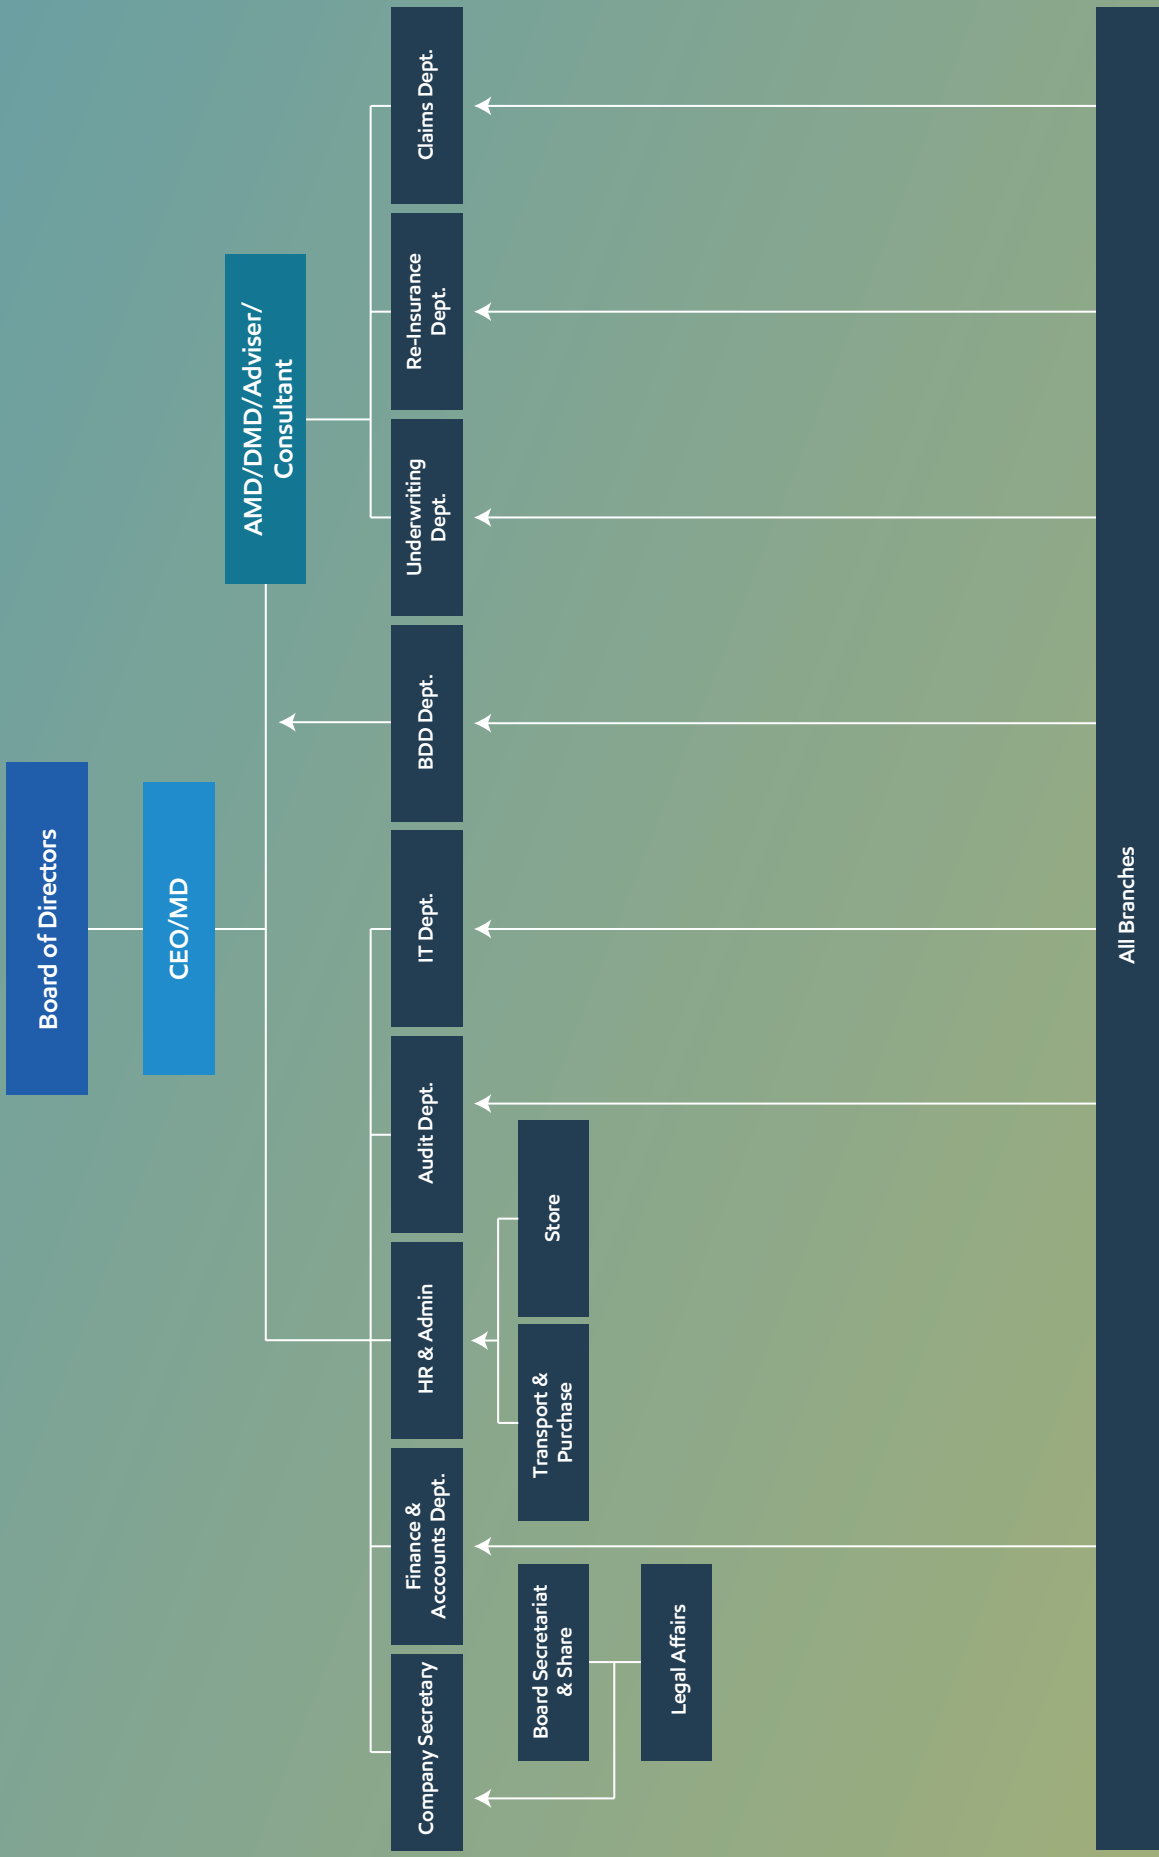 Board of Directors
CEO/MD
AMD/DMD/Adviser/
Consultant
Company Secretary
Finance &
Acccounts Dept.
HR & Admin
Audit Dept.
IT Dept.
BDD Dept.
Underwriting
Dept.
Re-Insurance
Dept.
Claims Dept.
Board Secretariat
& Share
Transport &
Purchase
Store
Legal Affairs
All Branches